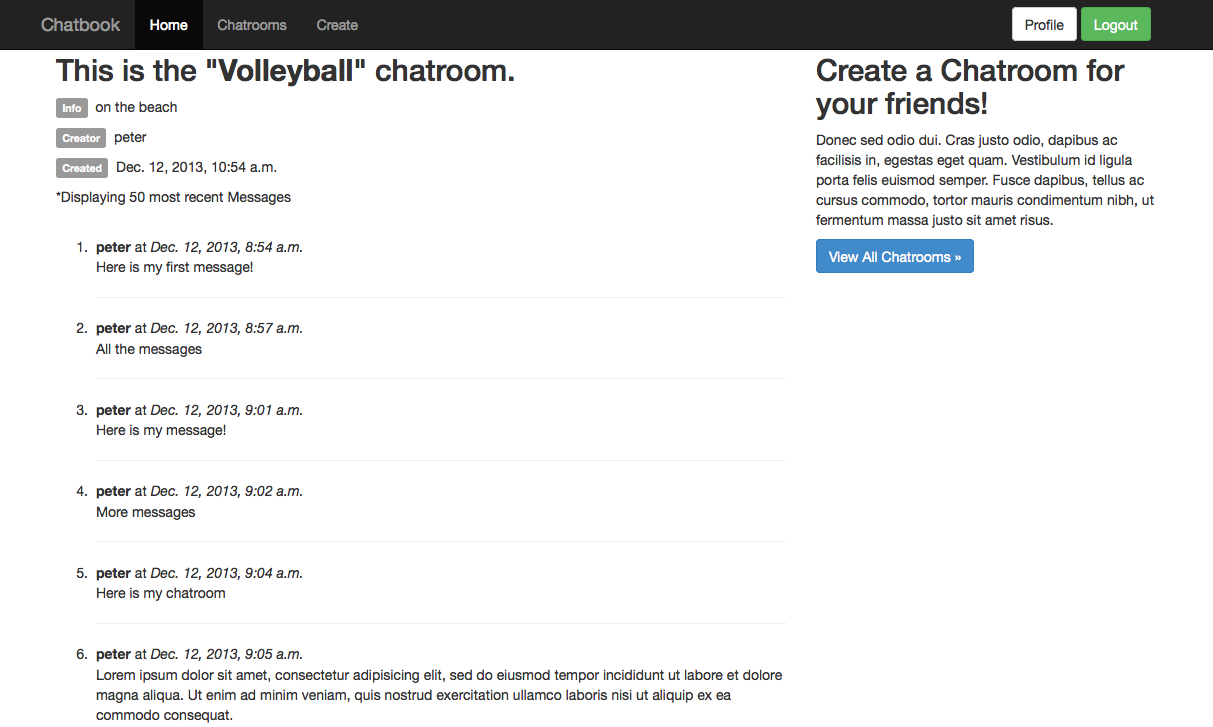 Chatbook Home Chatrooms Create Profile Logout
This is the "Volleyball" chatroom.
Info on the beach
Creator peter
Created Dec. 12, 2013, 10:54 a.m.
*Displaying 50 most recent Messages
1. peter at Dec. 12, 2013, 8:54 a.m.
Here is my first message!
2. peter at Dec. 12, 2013, 8:57 a.m.
All the messages
3. peter at Dec. 12, 2013, 9:01 a.m.
Here is my message!
4. peter at Dec. 12, 2013, 9:02 a.m.
More messages
5. peter at Dec. 12, 2013, 9:04 a.m.
Here is my chatroom
6. peter at Dec. 12, 2013, 9:05 a.m.
Lorem ipsum dolor sit amet, consectetur adipisicing elit, sed do eiusmod tempor incididunt ut labore et dolore
magna aliqua. Ut enim ad minim veniam, quis nostrud exercitation ullamco laboris nisi ut aliquip ex ea
commodo consequat.
Create a Chatroom for
your friends!
Donec sed odio dui. Cras justo odio, dapibus ac
facilisis in, egestas eget quam. Vestibulum id ligula
porta felis euismod semper. Fusce dapibus, tellus ac
cursus commodo, tortor mauris condimentum nibh, ut
fermentum massa justo sit amet risus.
View All Chatrooms »